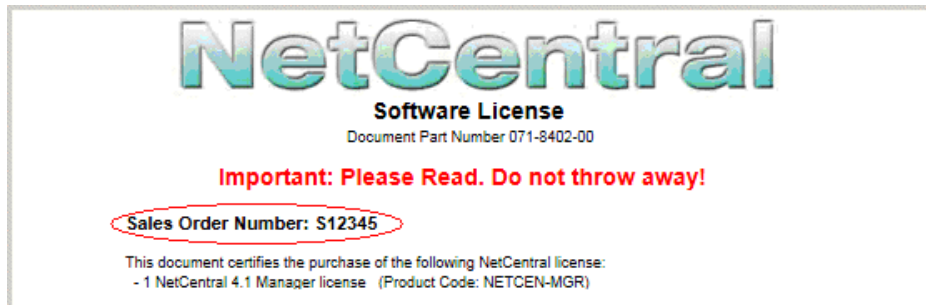 NetCentral
Software License
Document Part Number 071-8402-00
Important: Please Read. Do not throw away!
Sales Order Number: S12345
This document certifies the purchase of the following NetCentral license:
- 1 NetCentral 4.1 Manager license (Product Code: NETCEN-MGR)